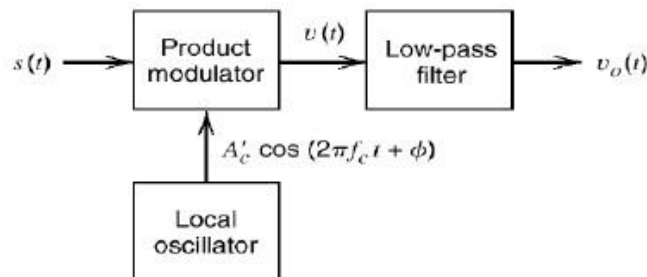 s(t)
Product
modulator
v(t)
Low-pass
filter
v_o(t)
A'_c cos (2πf_c t + ϕ)
Local
oscillator